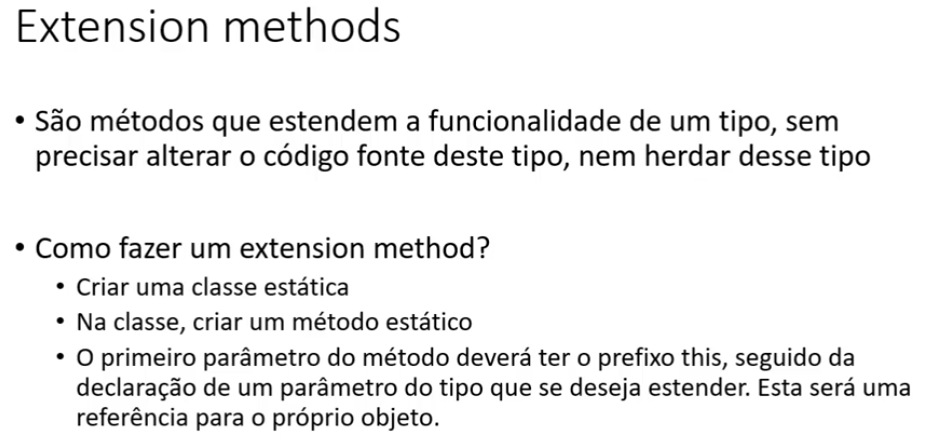 Extension methods
• São métodos que estendem a funcionalidade de um tipo, sem
precisar alterar o código fonte deste tipo, nem herdar desse tipo
• Como fazer um extension method?
• Criar uma classe estática
• Na classe, criar um método estático
• O primeiro parâmetro do método deverá ter o prefixo this, seguido da
declaração de um parâmetro do tipo que se deseja estender. Esta será uma
referência para o próprio objeto.